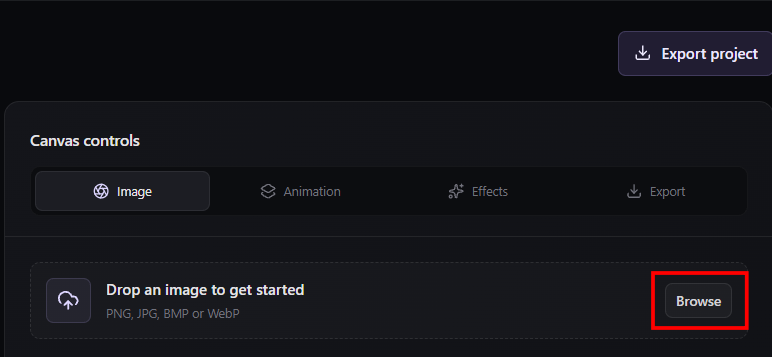 Export project
Canvas controls
Image
Animation
Effects
Export
Drop an image to get started
PNG, JPG, BMP or WebP
Browse